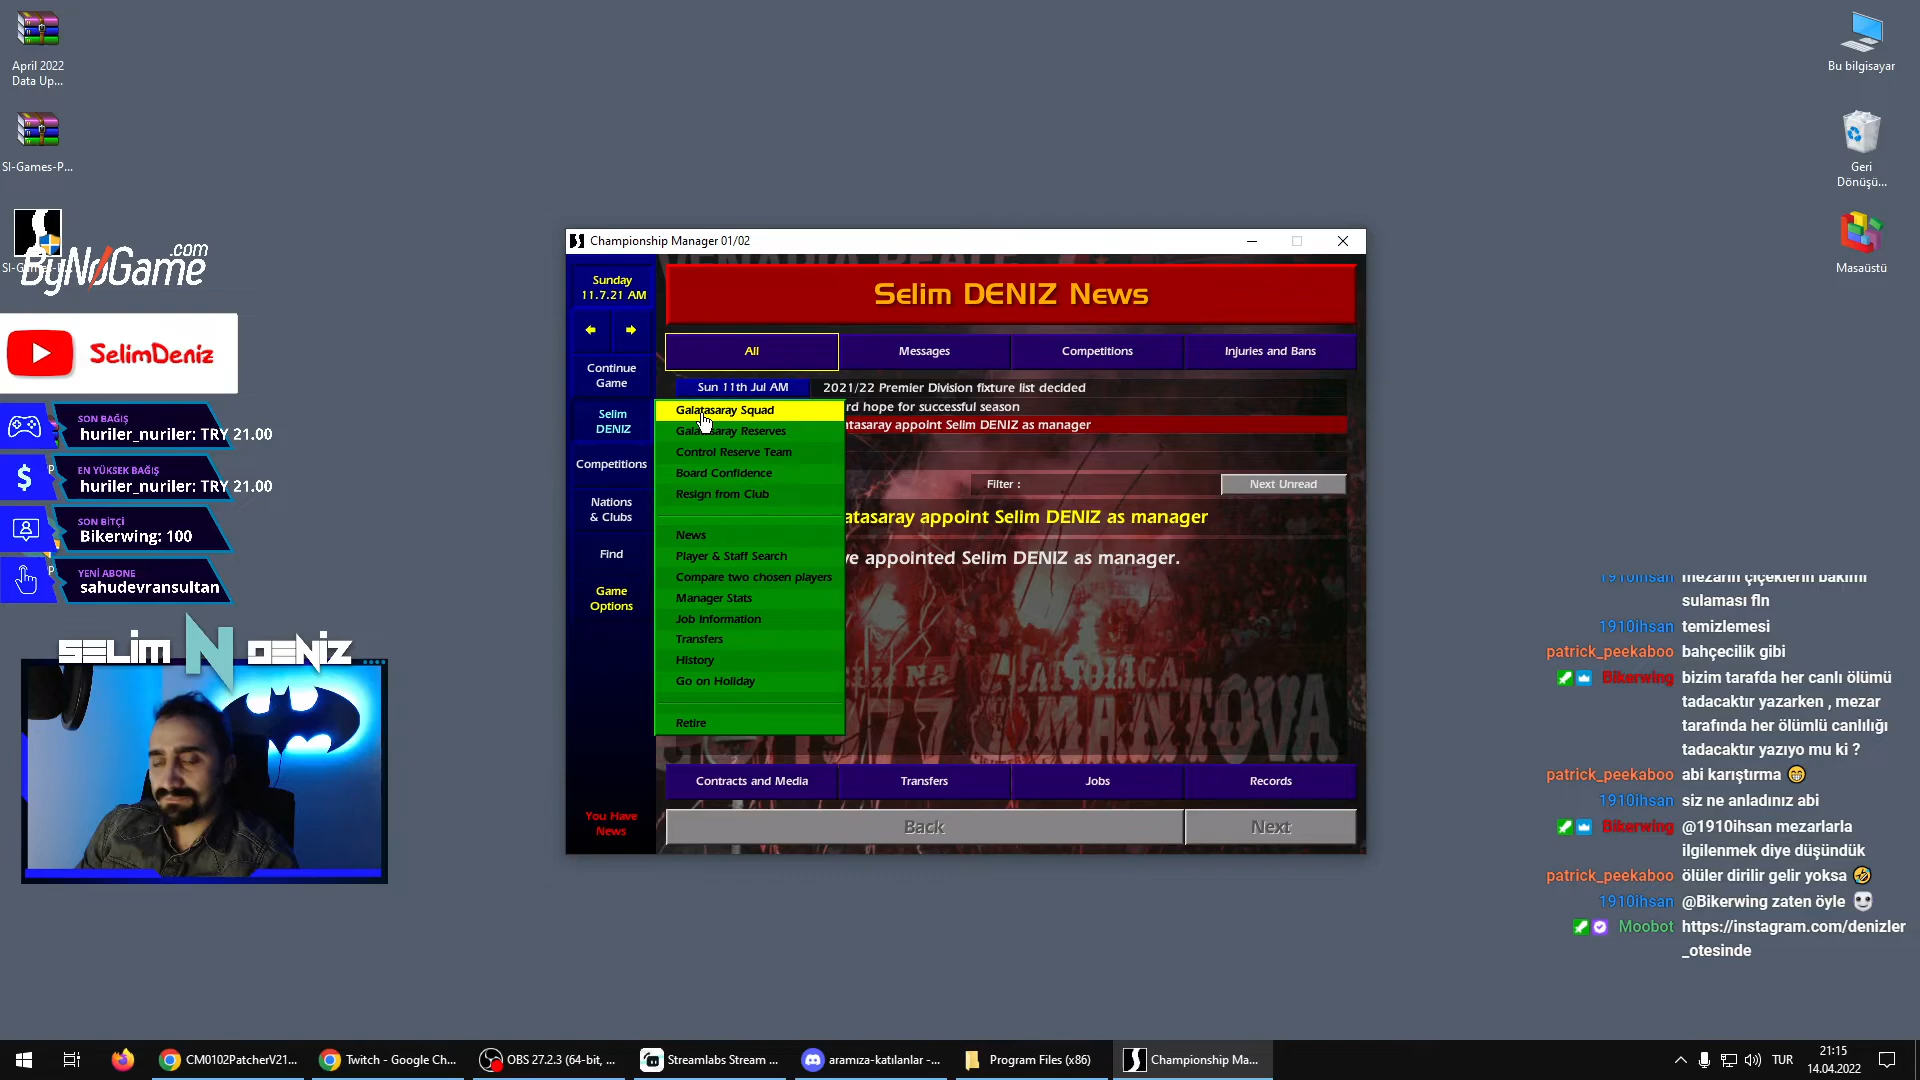 April 2022
Data Up...
SI-Games-P...
ByNoGame
.com
SelimDeniz
SON BAĞIŞ
huriler_nuriler: TRY 21.00
EN YÜKSEK BAĞIŞ
huriler_nuriler: TRY 21.00
SON BİTÇİ
Bikerwing: 100
YENİ ABONE
sahudevransultan
SELİM N DENİZ
Bu bilgisayar
Geri
Dönüşü...
Masaüstü
Championship Manager 01/02
Sunday
11.7.21 AM
Continue
Game
Selim
DENIZ
Competitions
Nations
& Clubs
Find
Game
Options
You Have
News
Selim DENIZ News
All
Messages
Competitions
Injuries and Bans
Sun 11th Jul AM
2021/22 Premier Division fixture list decided
rd hope for successful season
atasaray appoint Selim DENIZ as manager
Filter :
Next Unread
atasaray appoint Selim DENIZ as manager
ve appointed Selim DENIZ as manager.
Galatasaray Squad
Galatasaray Reserves
Control Reserve Team
Board Confidence
Resign from Club
News
Player & Staff Search
Compare two chosen players
Manager Stats
Job Information
Transfers
History
Go on Holiday
Retire
MANTOVA
Contracts and Media
Transfers
Jobs
Records
Back
Next
1910ihsan mezarın çiçeklerin bakımı
sulaması fln
1910ihsan temizlemesi
patrick_peekaboo bahçecilik gibi
Bikerwing bizim tarafda her canlı ölümü
tadacaktır yazarken , mezar
tarafında her ölümlü canlılığı
tadacaktır yazıyo mu ki ?
patrick_peekaboo abi karıştırma 😁
1910ihsan siz ne anladınız abi
Bikerwing @1910ihsan mezarlarla
ilgilenmek diye düşündük
patrick_peekaboo ölüler dirilir gelir yoksa 🤣
1910ihsan @Bikerwing zaten öyle 💀
Moobot https://instagram.com/denizler
_otesinde
CM0102PatcherV21...
Twitch - Google Ch...
OBS 27.2.3 (64-bit, ...
Streamlabs Stream ...
aramıza-katılanlar -...
Program Files (x86)
Championship Ma...
TUR
21:15
14.04.2022